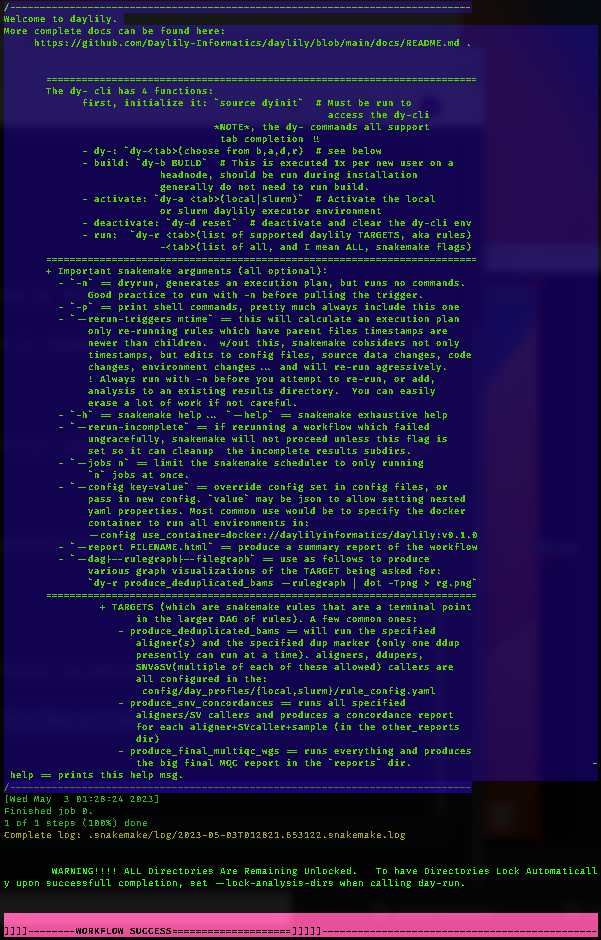 /----------------------------------------------------------------------------
Welcome to daylily.
More complete docs can be found here:
https://github.com/Daylily-Informatics/daylily/blob/main/docs/README.md .
=======================================================================
The dy- cli has 4 functions:
first, initialize it: `source dyinit`  # Must be run to
access the dy-cli
*NOTE*, the dy- commands all support
tab completion !!
- dy-: `dy-<tab>(choose from b,a,d,r)  # see below
- build: `dy-b BUILD`  # This is executed 1x per new user on a
headnode, should be run during installation
generally do not need to run build.
- activate: `dy-a <tab>(local|slurm)`  # Activate the local
or slurm daylily executor environment
- deactivate: `dy-d reset`  # deactivate and clear the dy-cli env
- run:  `dy-r <tab>(list of supported daylily TARGETS, aka rules)
-<tab>(list of all, and I mean ALL, snakemake flags)
=======================================================================
+ Important snakemake arguments (all optional):
- `-n` == dryrun, generates an execution plan, but runs no commands.
Good practice to run with -n before pulling the trigger.
- `-p` == print shell commands, pretty much always include this one
- `--rerun-triggers mtime` == this will calculate an execution plan
only re-running rules which have parent files timestamps are
newer than children.  w/out this, snakemake cohsiders not only
timestamps, but edits to config files, source data changes, code
changes, environment changes... and will re-run agressively.
! Always run with -n before you attempt to re-run, or add,
analysis to an existing results directory.  You can easily
erase a lot of work if not careful.
- `-h` == snakemake help... `--help` == snakemake exhaustive help
- `--rerun-incomplete` == if rerunning a workflow which failed
ungracefully, snakemake will not proceed unless this flag is
set so it can cleanup  the incomplete results subdirs.
- `--jobs n` == limit the snakemake scheduler to only running
`n` jobs at once.
- `--config key=value` == override config set in config files, or
pass in new config. `value` may be json to allow setting nested
yaml properties. Most common use would be to specify the docker
container to run all environments in:
--config use_container=docker://daylilyinformatics/daylily:v0.1.0
- `--report FILENAME.html` == produce a summary report of the workflow
- `--dag|--rulegraph|--filegraph` == use as follows to produce
various graph visualizations of the TARGET being asked for:
`dy-r produce_deduplicated_bams --rulegraph | dot -Tpng > rg.png`
=======================================================================
+ TARGETS (which are snakemake rules that are a terminal point
in the larger DAG of rules). A few common ones:
- produce_deduplicated_bams == will run the specified
aligner(s) and the specified dup marker (only one ddup
presently can run at a time). aligners, ddupers,
SNV&SV(multiple of each of these allowed) callers are
all configured in the:
config/day_profles/{local,slurm}/rule_config.yaml
- produce_snv_concordances == runs all specified
aligners/SV callers and produces a concordance report
for each aligner+SVcaller+sample (in the other_reports
dir)
- produce_final_multiqc_wgs == runs everything and produces
the big final MQC report in the `reports` dir. -
help == prints this help msg.
/----------------------------------------------------------------------------
[Wed May  3 01:28:24 2023]
Finished job 0.
1 of 1 steps (100%) done
Complete log: .snakemake/log/2023-05-03T012821.653122.snakemake.log
WARNING!!!! ALL Directories Are Remaining Unlocked.   To have Directories Lock Automaticall
y upon successfull completion, set --lock-analysis-dirs when calling day-run.
]]]]--------WORKFLOW SUCCESS====================]]]]]----------------------------------------------